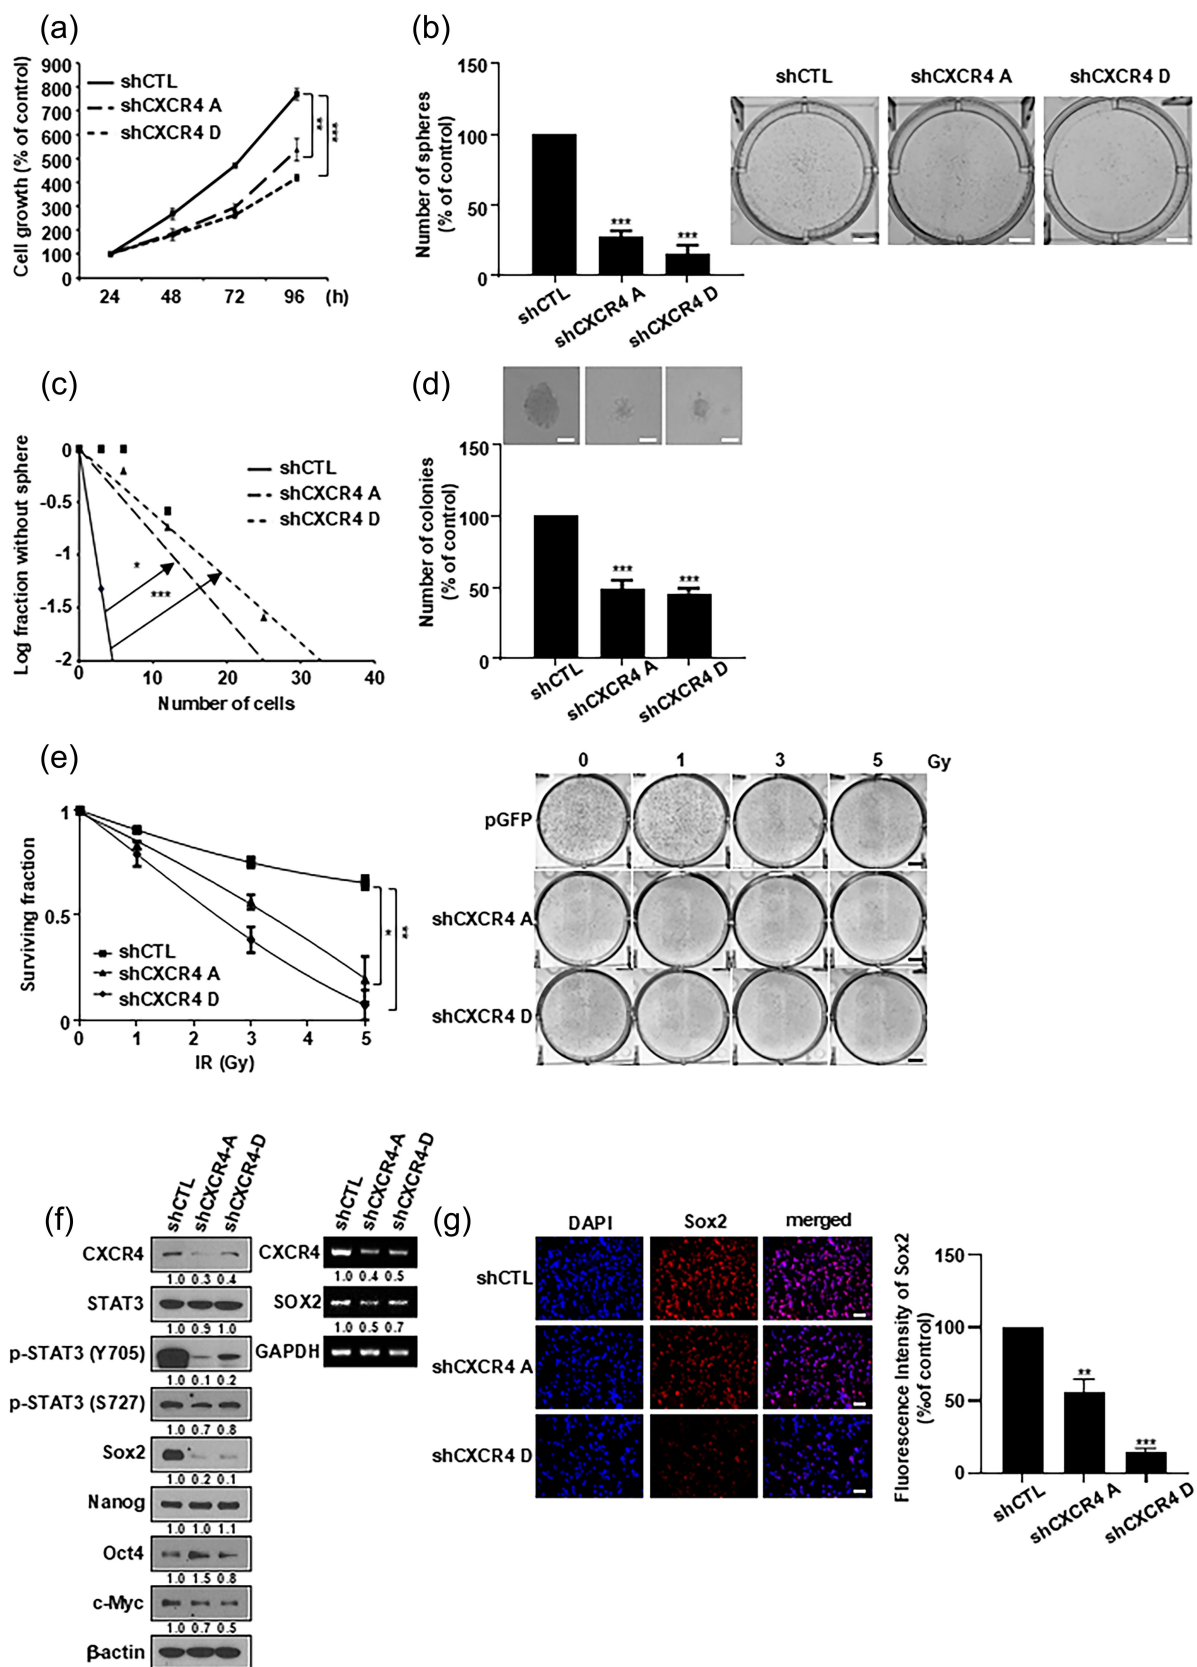 (a)
Cell growth (% of control)
900
800
700
600
500
400
300
200
100
0
shCTL
shCXCR4 A
shCXCR4 D
**
***
24 48 72 96 (h)
(b)
Number of spheres
(% of control)
150
100
50
0
***
***
shCTL
shCXCR4 A
shCXCR4 D
shCTL shCXCR4 A shCXCR4 D
(c)
Log fraction without sphere
0
-0.5
-1
-1.5
-2
shCTL
shCXCR4 A
shCXCR4 D
*
***
0 10 20 30 40
Number of cells
(d)
Number of colonies
(% of control)
150
100
50
0
***
***
shCTL
shCXCR4 A
shCXCR4 D
(e)
Surviving fraction
1
0.5
0
shCTL
shCXCR4 A
shCXCR4 D
*
**
0 1 2 3 4 5
IR (Gy)
0 1 3 5 Gy
pGFP
shCXCR4 A
shCXCR4 D
(f)
shCTL
shCXCR4-A
shCXCR4-D
CXCR4
1.0 0.3 0.4
STAT3
1.0 0.9 1.0
p-STAT3 (Y705)
1.0 0.1 0.2
p-STAT3 (S727)
1.0 0.7 0.8
Sox2
1.0 0.2 0.1
Nanog
1.0 1.0 1.1
Oct4
1.0 1.5 0.8
c-Myc
1.0 0.7 0.5
β-actin
shCTL
shCXCR4-A
shCXCR4-D
CXCR4
1.0 0.4 0.5
SOX2
1.0 0.5 0.7
GAPDH
(g)
DAPI Sox2 merged
shCTL
shCXCR4 A
shCXCR4 D
Fluorescence Intensity of Sox2
(%of control)
150
100
50
0
**
***
shCTL
shCXCR4 A
shCXCR4 D